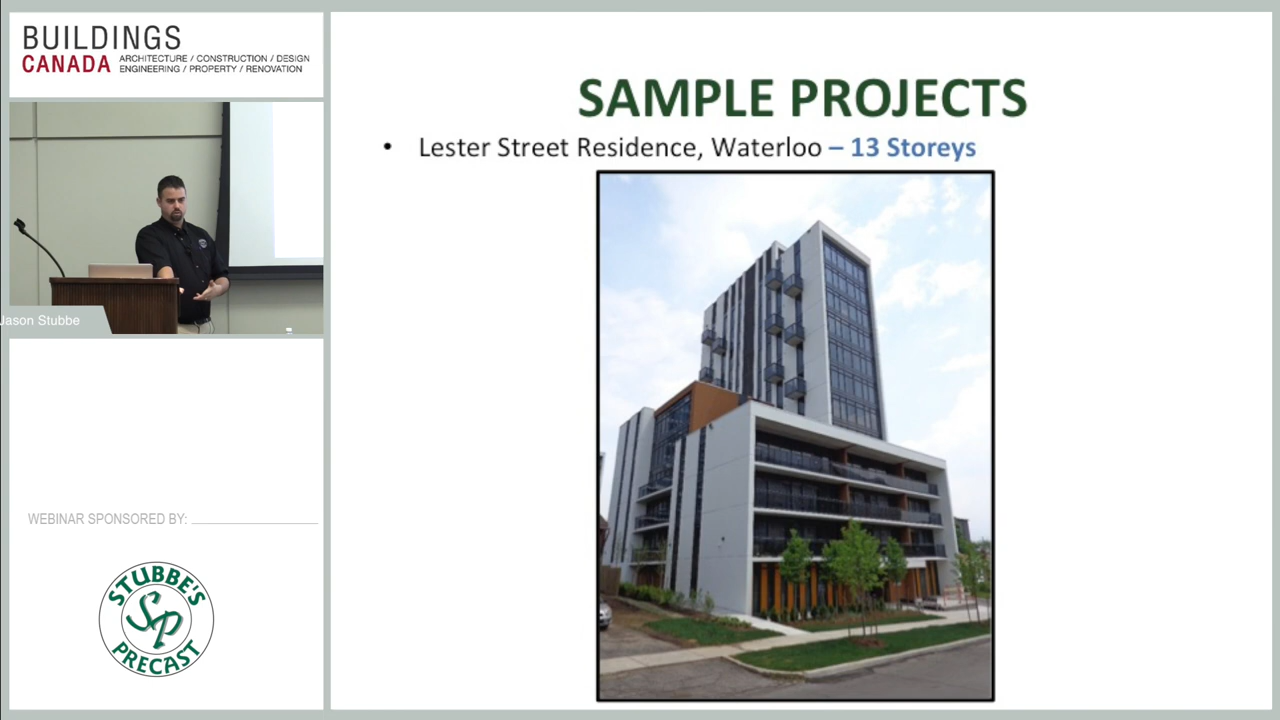 BUILDINGS
CANADA ARCHITECTURE / CONSTRUCTION / DESIGN
ENGINEERING / PROPERTY / RENOVATION
Jason Stubbe
WEBINAR SPONSORED BY:
STUBBE'S
SP
PRECAST
SAMPLE PROJECTS
• Lester Street Residence, Waterloo – 13 Storeys